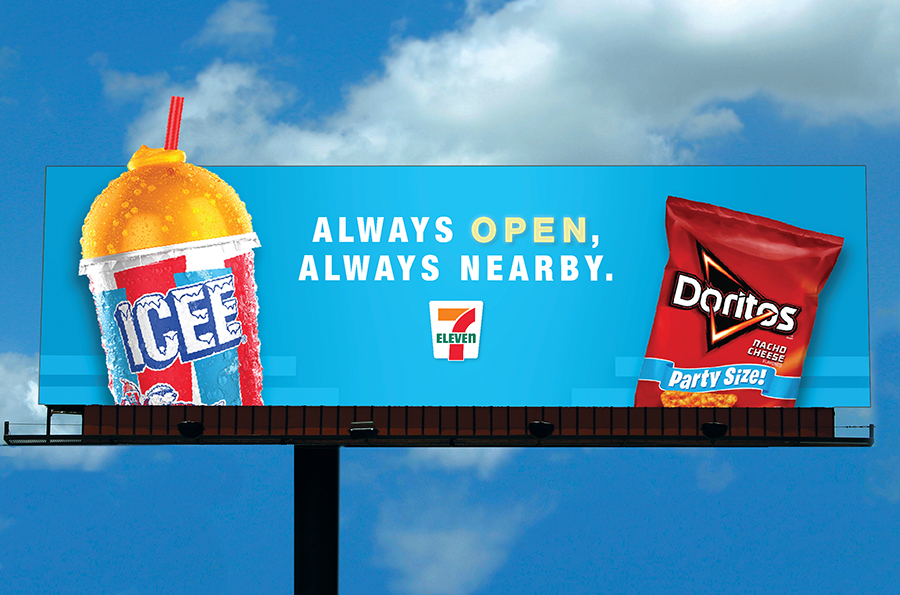 ICEE
ALWAYS OPEN,
ALWAYS NEARBY.
7
ELEVEN
Doritos
NACHO
CHEESE
Party Size!